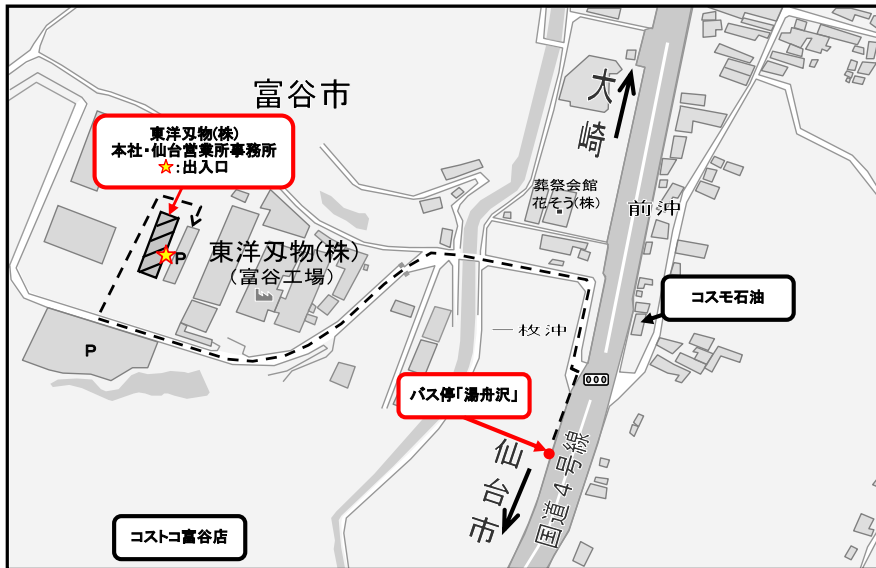 富谷市
大崎
東洋刃物(株)
本社・仙台営業所事務所
☆:出入口
葬祭会館
花そう(株)
前沖
P
東洋刃物(株)
(富谷工場)
コスモ石油
一枚沖
P
バス停「湯舟沢」
仙台市
国道4号線
コストコ富谷店